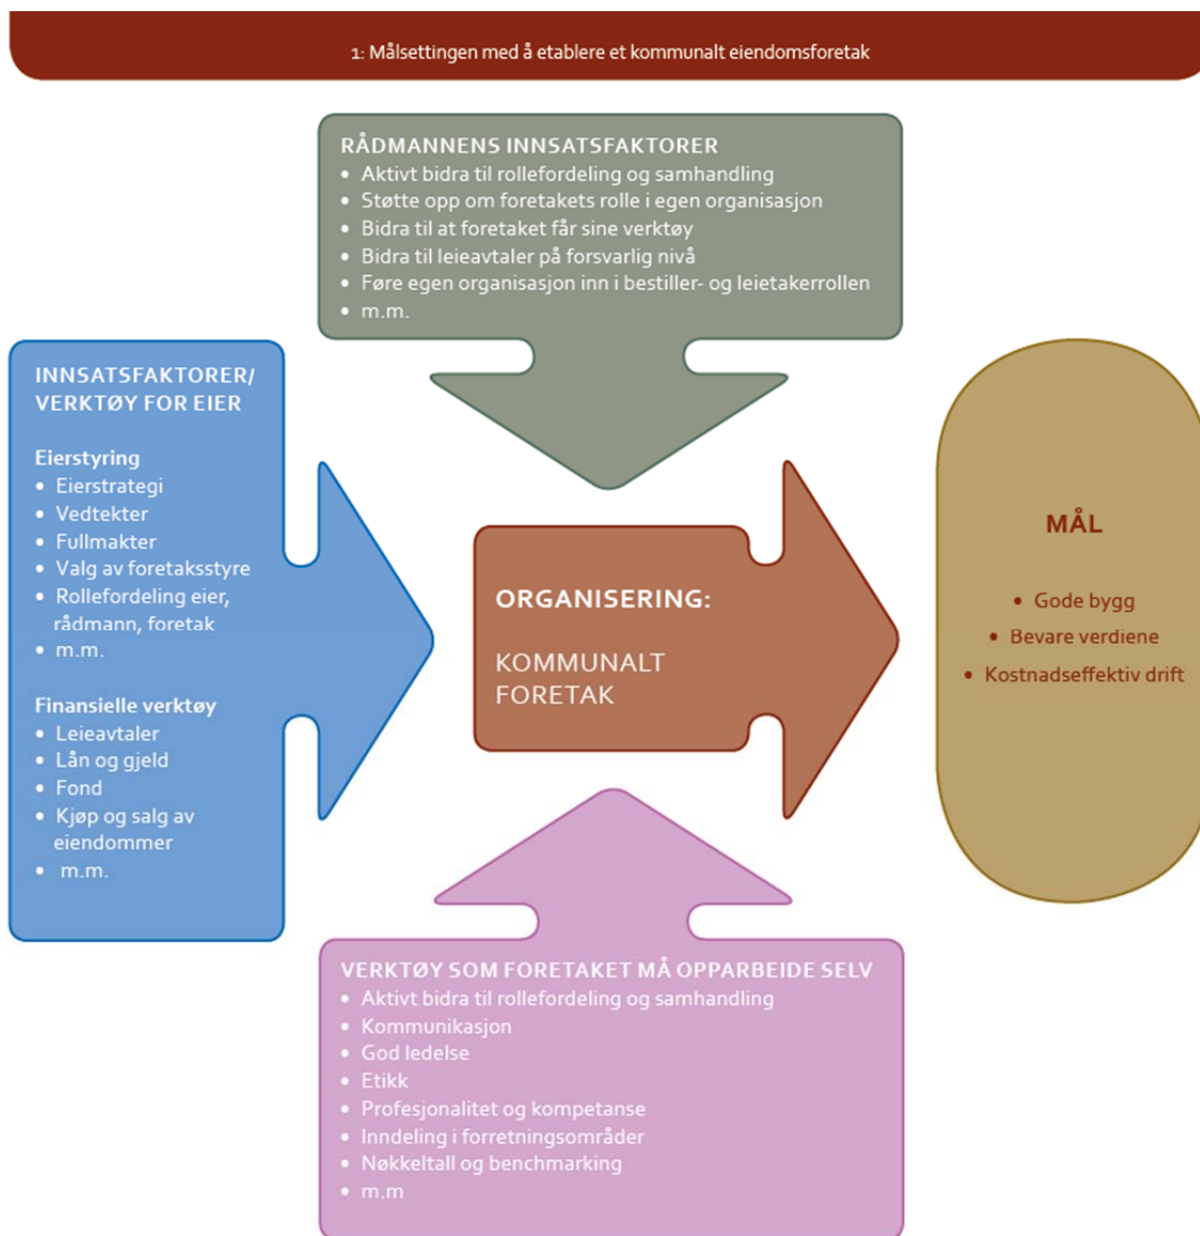 1: Målsettingen med å etablere et kommunalt eiendomsforetak
RÅDMANNENS INNSATSFAKTORER
• Aktivt bidra til rollefordeling og samhandling
• Støtte opp om foretakets rolle i egen organisasjon
• Bidra til at foretaket får sine verktøy
• Bidra til leieavtaler på forsvarlig nivå
• Føre egen organisasjon inn i bestiller- og leietakerrollen
• m.m.
INNSATSFAKTORER/
VERKTØY FOR EIER
Eierstyring
• Eierstrategi
• Vedtekter
• Fullmakter
• Valg av foretaksstyre
• Rollefordeling eier,
rådmann, foretak
• m.m.
Finansielle verktøy
• Leieavtaler
• Lån og gjeld
• Fond
• Kjøp og salg av
eiendommer
• m.m.
ORGANISERING:
KOMMUNALT
FORETAK
MÅL
• Gode bygg
• Bevare verdiene
• Kostnadseffektiv drift
VERKTØY SOM FORETAKET MÅ OPPARBEIDE SELV
• Aktivt bidra til rollefordeling og samhandling
• Kommunikasjon
• God ledelse
• Etikk
• Profesjonalitet og kompetanse
• Inndeling i forretningsområder
• Nøkkeltall og benchmarking
• m.m